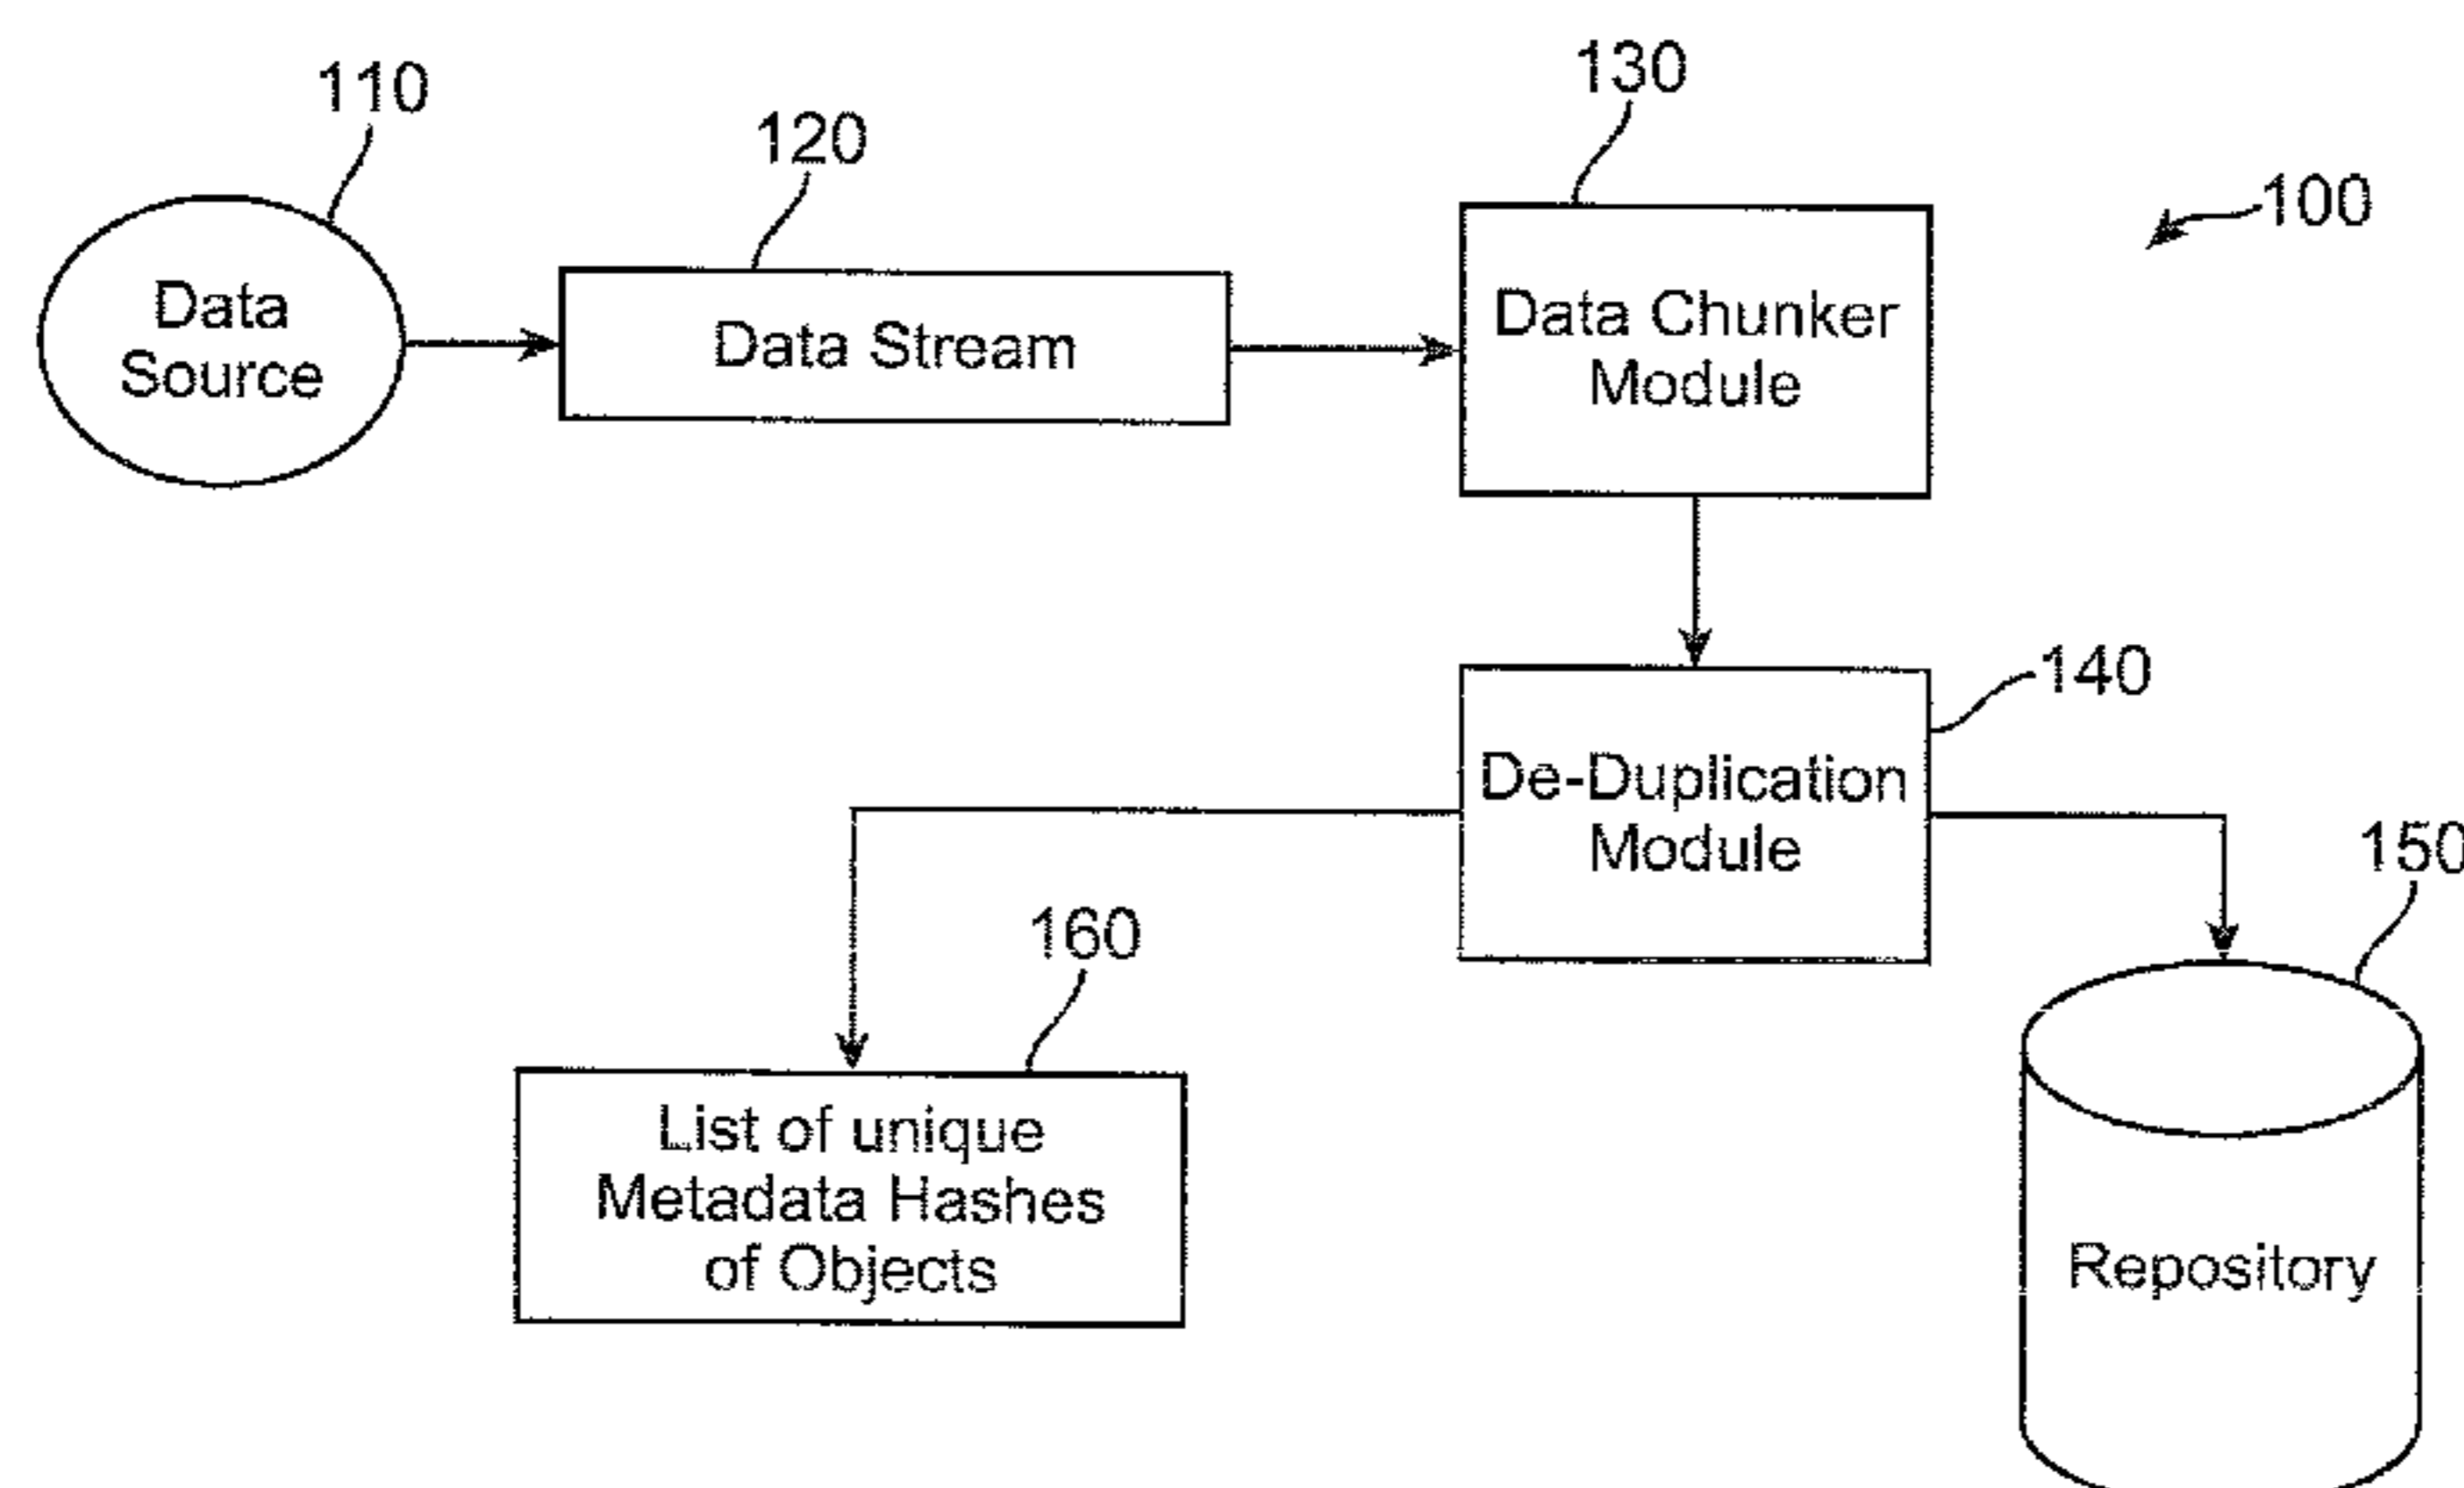 110
120
130
100
Data
Source
Data Stream
Data Chunker
Module
140
De-Duplication
Module
150
160
List of unique
Metadata Hashes
of Objects
Repository